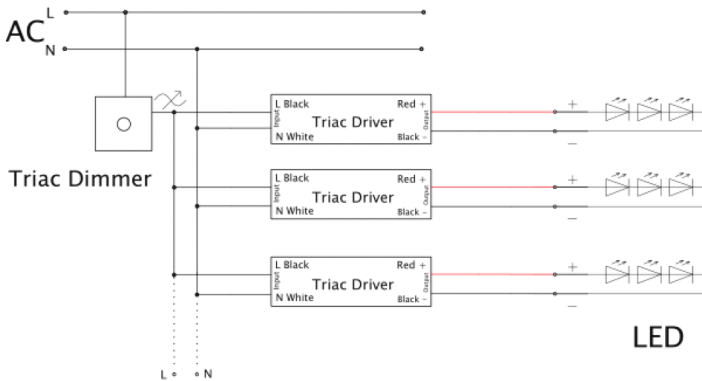 L
AC
N
L Black
Red +
Input
Triac Driver
Output
N White
Black -
Triac Dimmer
+
-
L Black
Red +
Input
Triac Driver
Output
N White
Black -
+
-
L Black
Red +
Input
Triac Driver
Output
N White
Black -
+
-
LED
L
N